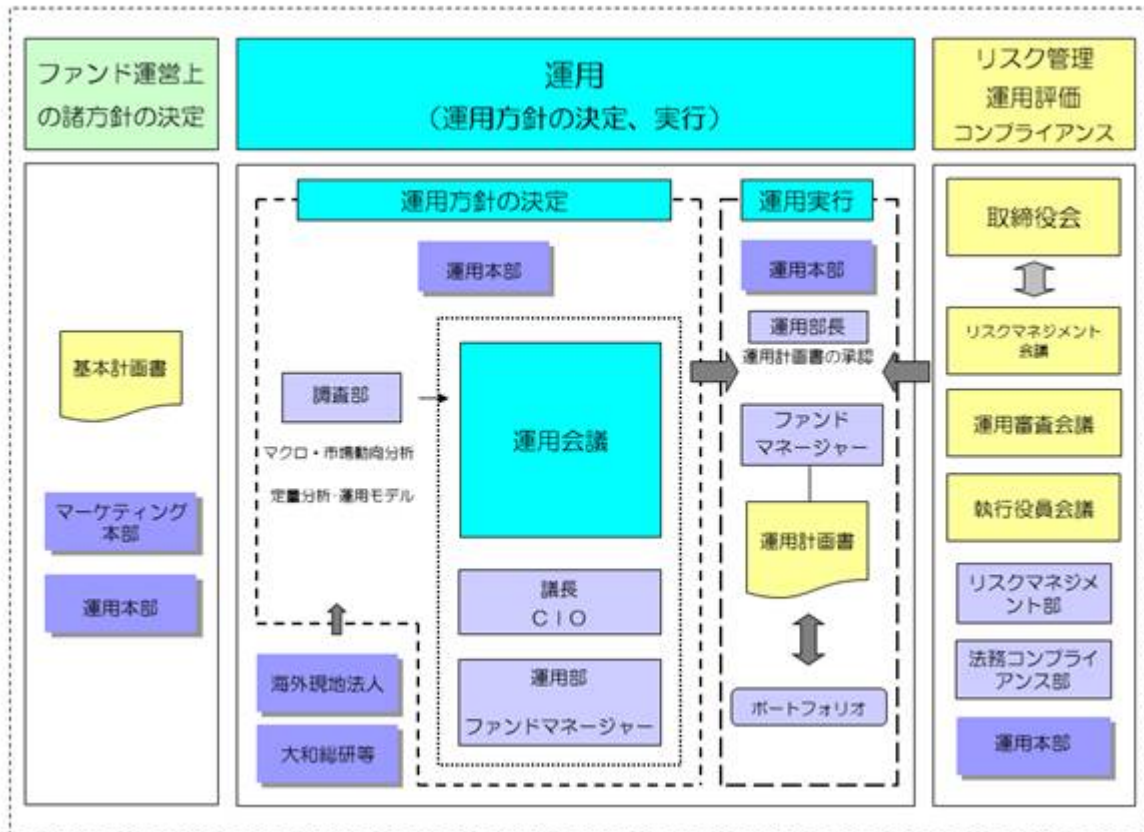 ファンド運営上
の諸方針の決定
運用
（運用方針の決定、実行）
リスク管理
運用評価
コンプライアンス
基本計画書
マーケティング
本部
運用本部
運用方針の決定
運用本部
調査部
マクロ・市場動向分析
定量分析・運用モデル
運用会議
議長
ＣＩＯ
運用部
ファンドマネージャー
海外現地法人
大和総研等
運用実行
運用本部
運用部長
運用計画書の承認
ファンド
マネージャー
運用計画書
ポートフォリオ
取締役会
リスクマネジメント
会議
運用審査会議
執行役員会議
リスクマネジメ
ント部
法務コンプライ
アンス部
運用本部